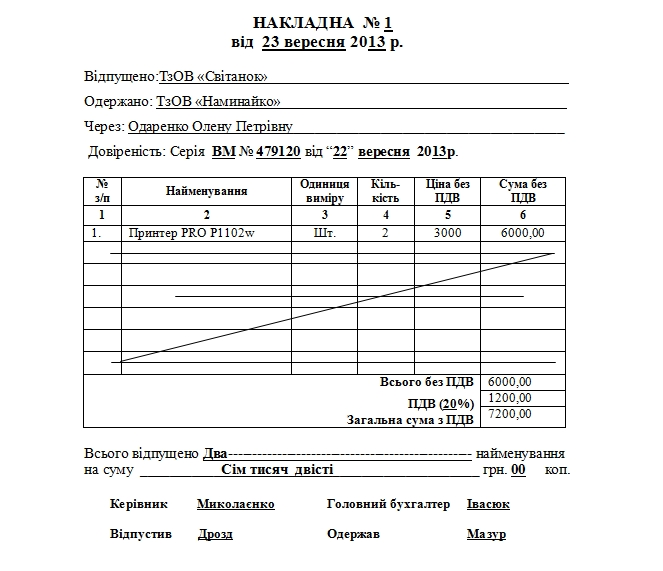 НАКЛАДНА № 1
від 23 вересня 2013 р.
Відпущено:ТзОВ «Світанок»
Одержано: ТзОВ «Наминайко»
Через: Одаренко Олену Петрівну
Довіреність: Серія ВМ № 479120 від “22” вересня 2013р.
№ з/п Найменування Одиниця виміру Кіль-кість Ціна без ПДВ Сума без ПДВ
1 2 3 4 5 6
1. Принтер PRO P1102w Шт. 2 3000 6000,00
Всього без ПДВ 6000,00
ПДВ (20%) 1200,00
Загальна сума з ПДВ 7200,00
Всього відпущено Два--------------------------------------------------- найменування
на суму Сім тисяч двісті грн. 00 коп.
Керівник Миколаєнко Головний бухгалтер Івасюк
Відпустив Дрозд Одержав Мазур